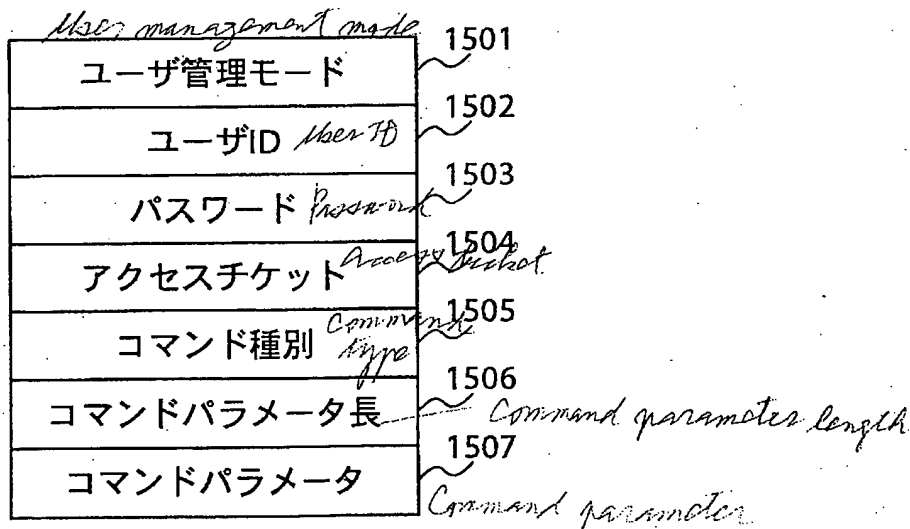 User management mode
1501
ユーザ管理モード
1502
ユーザID User ID
1503
パスワード Password
1504
アクセスチケット Access ticket
1505
コマンド種別 Command type
1506
コマンドパラメータ長 Command parameter length
1507
コマンドパラメータ
Command parameter